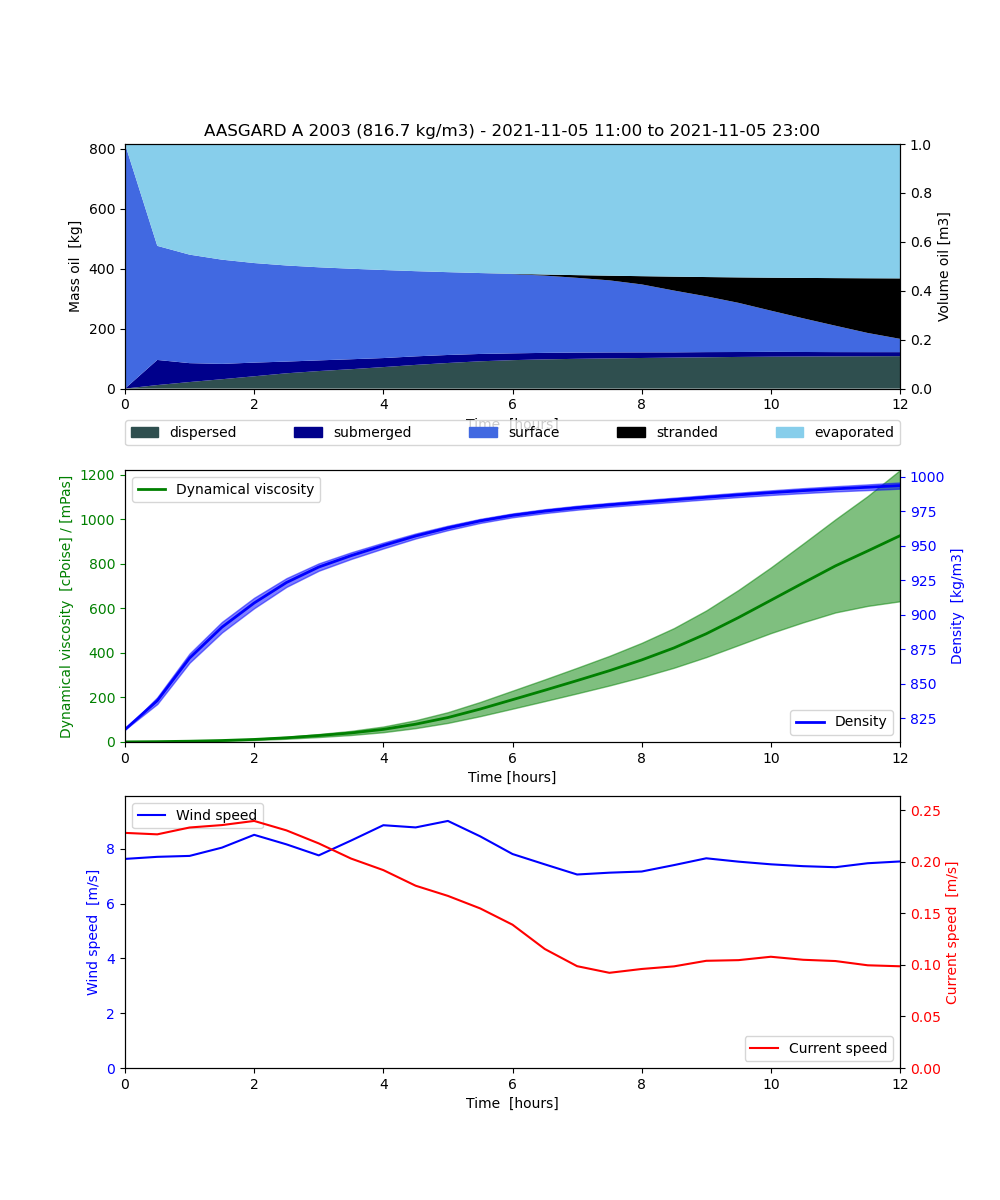 AASGARD A 2003 (816.7 kg/m3) - 2021-11-05 11:00 to 2021-11-05 23:00
Mass oil [kg]
800
600
400
200
0
Volume oil [m3]
1.0
0.8
0.6
0.4
0.2
0.0
0 2 4 6 8 10 12
Time [hours]
dispersed submerged surface stranded evaporated
Dynamical viscosity [cPoise] / [mPas]
1200
1000
800
600
400
200
0
Dynamical viscosity
Density [kg/m3]
1000
975
950
925
900
875
850
825
Density
0 2 4 6 8 10 12
Time [hours]
Wind speed [m/s]
8
6
4
2
0
Wind speed
Current speed [m/s]
0.25
0.20
0.15
0.10
0.05
0.00
Current speed
0 2 4 6 8 10 12
Time [hours]